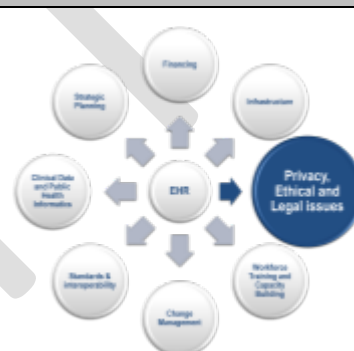 Financing
Strategic
Planning
Infrastructure
Clinical Data
and Public
Health
Informatics
EHR
Privacy,
Ethical and
Legal issues
Standards &
interoperability
Workforce
Training and
Capacity
Building
Change
Management